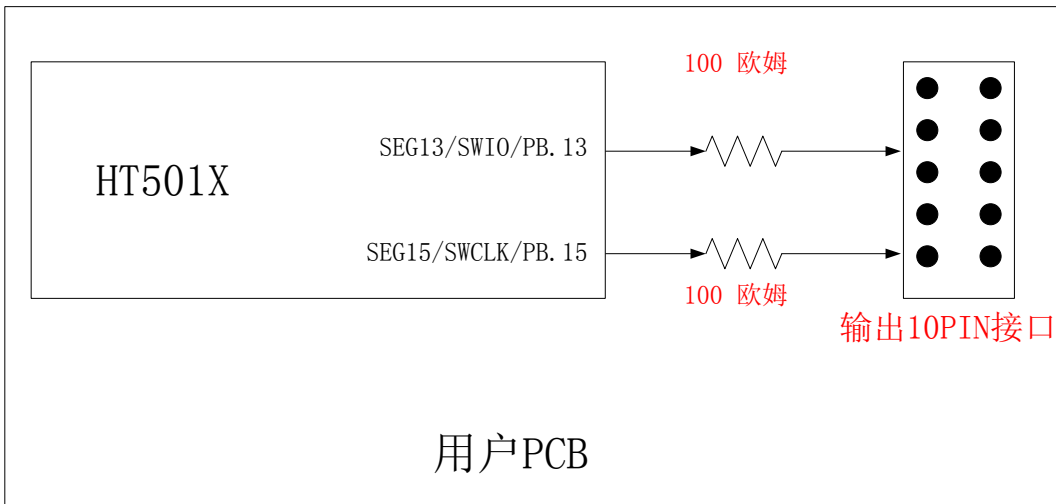 100 欧姆
SEG13/SWIO/PB.13
HT501X
SEG15/SWCLK/PB.15
100 欧姆
输出10PIN接口
用户PCB